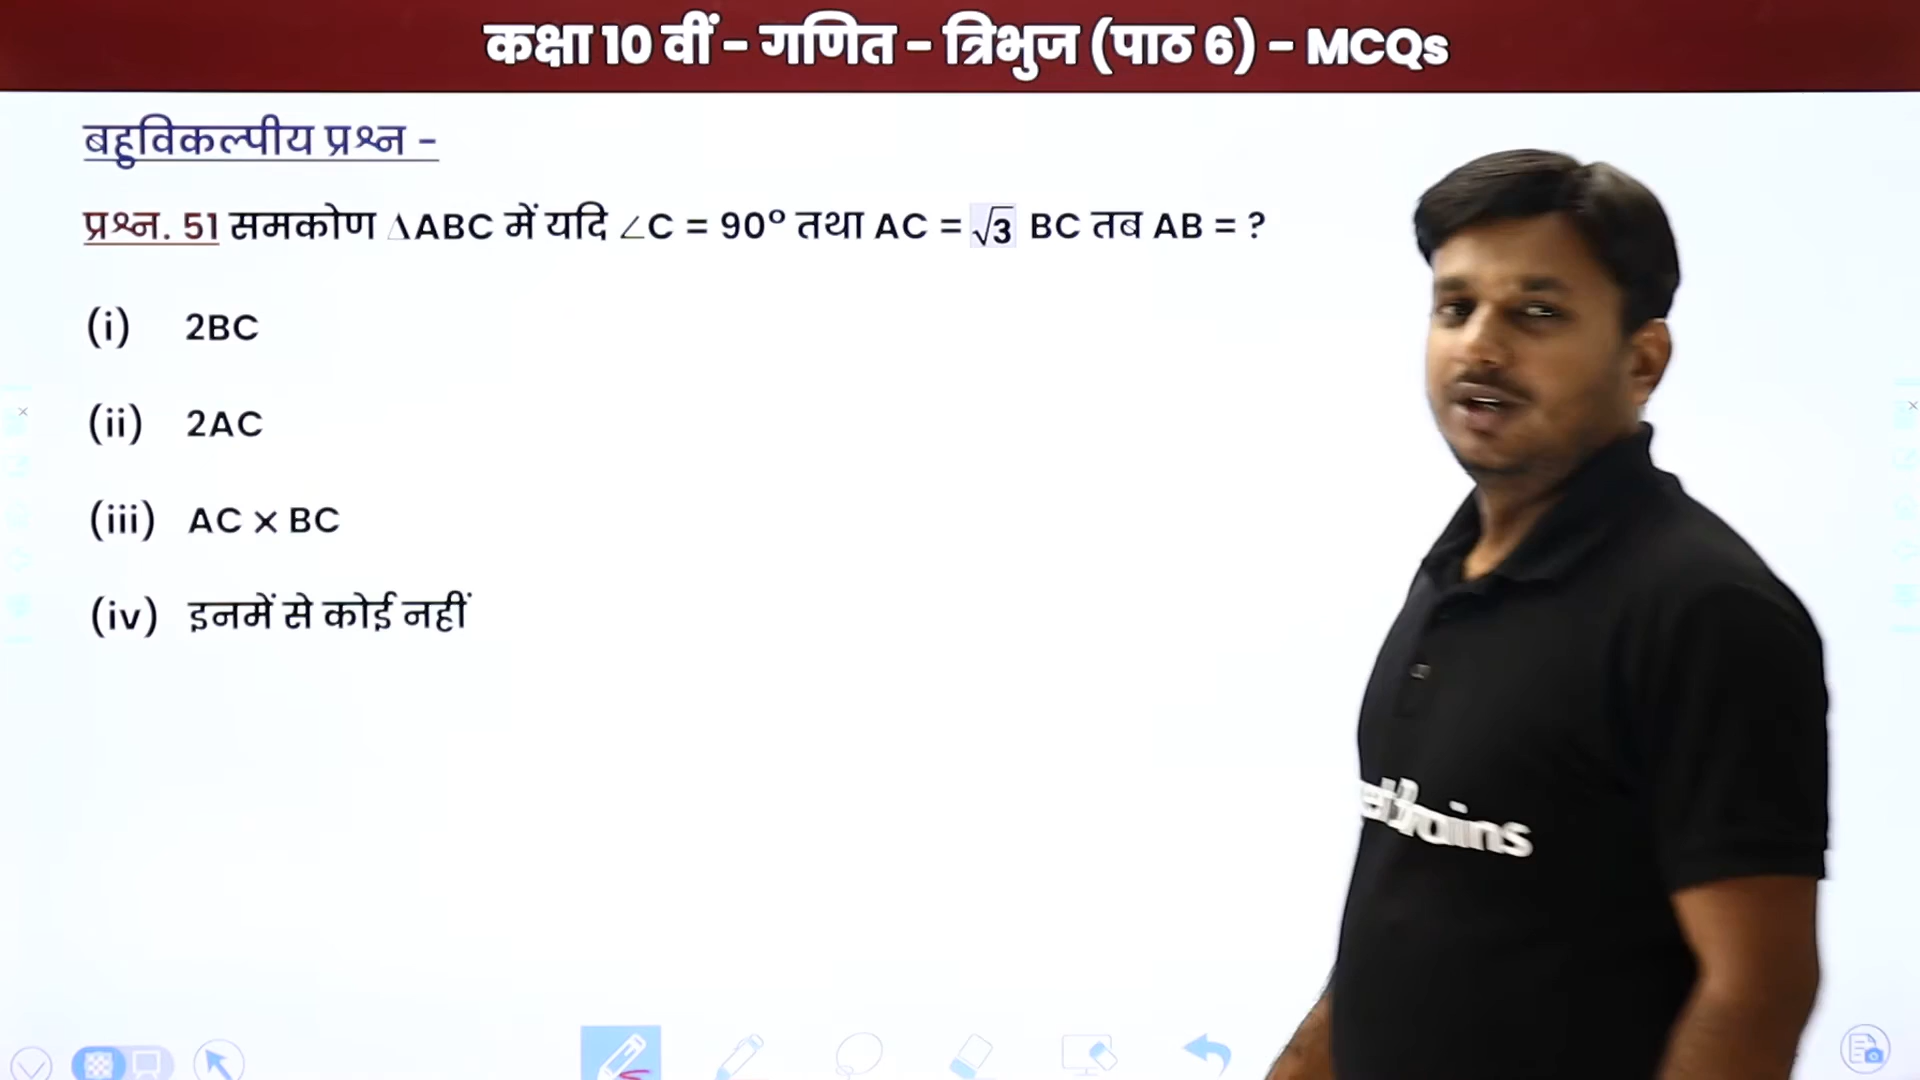 कक्षा 10 वीं - गणित - त्रिभुज (पाठ 6) - MCQs
बहुविकल्पीय प्रश्न -
प्रश्न. 51 समकोण ΔABC में यदि ∠C = 90° तथा AC = √3 BC तब AB = ?
(i) 2BC
(ii) 2AC
(iii) AC × BC
(iv) इनमें से कोई नहीं